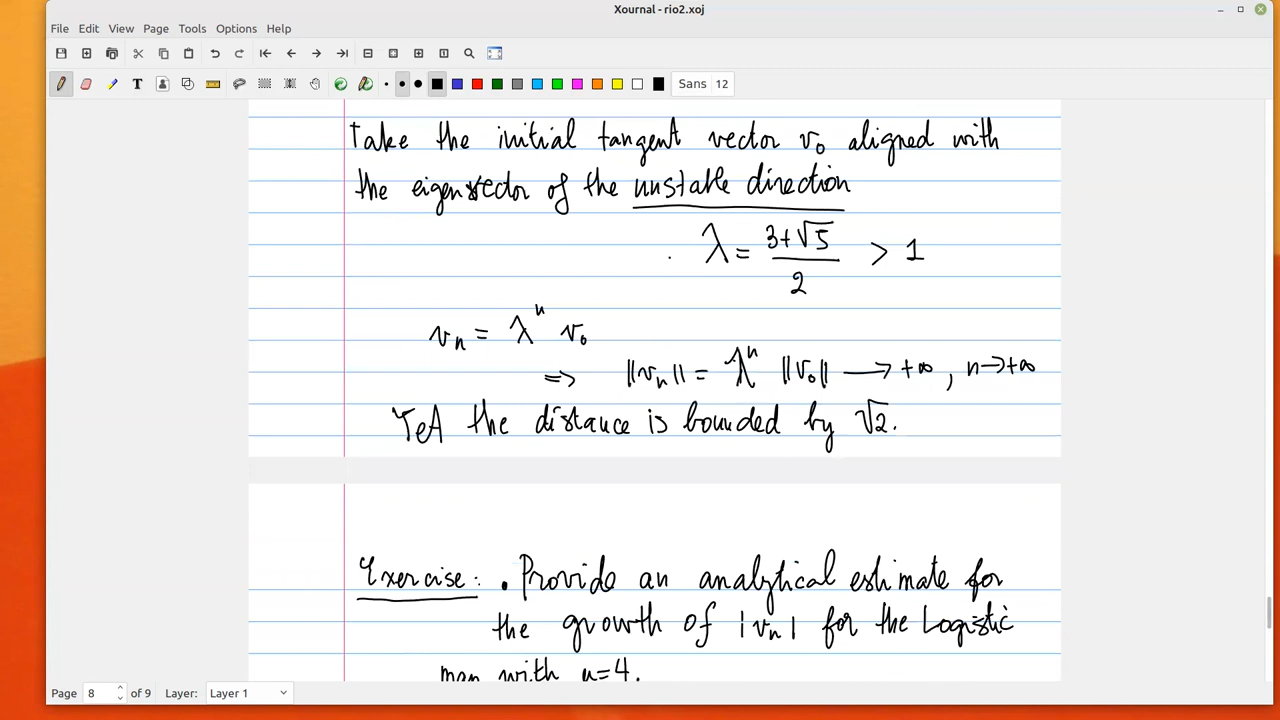 Xournal - rio2.xoj
File Edit View Page Tools Options Help
Sans 12
Take the initial tangent vector v₀ aligned with
the eigenvector of the unstable direction
λ = (3+√5)/2 > 1
vₙ = λⁿ v₀
=> ||vₙ|| = λⁿ ||v₀|| → +∞, n→+∞
YeA the distance is bounded by √2.
Exercise: • Provide an analytical estimate for
the growth of |vₙ| for the Logistic
map with u=4.
Page 8 of 9 Layer: Layer 1